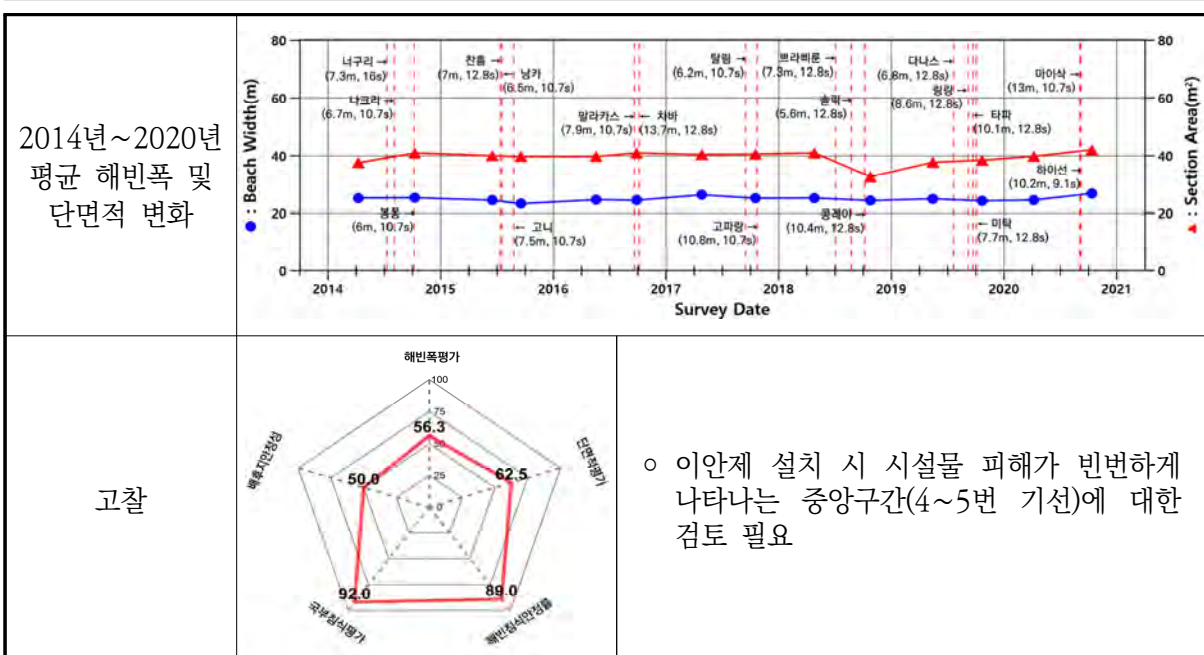 2014년~2020년
평균 해빈폭 및
단면적 변화
● : Beach Width(m)
80
60
40
20
0
너구리 →
(7.3m, 16s)
나크리 →
(6.7m, 10.7s)
봉퐁 →
(6m, 10.7s)
찬홈 →
(7m, 12.8s)
← 낭카
(6.5m, 10.7s)
← 고니
(7.5m, 10.7s)
말라카스 →
(7.9m, 10.7s)
← 차바
(13.7m, 12.8s)
탈림 →
(6.2m, 10.7s)
고파량 →
(10.8m, 10.7s)
쁘라삐룬 →
(7.3m, 12.8s)
솔릭 →
(5.6m, 12.8s)
콩레이 →
(10.4m, 12.8s)
다나스 →
(6.8m, 12.8s)
링링 →
(8.6m, 12.8s)
← 타파
(10.1m, 12.8s)
← 미탁
(7.7m, 12.8s)
마이삭 →
(13m, 10.7s)
하이선 →
(10.2m, 9.1s)
80
60
40
20
0
▲ : Section Area(m²)
2014 2015 2016 2017 2018 2019 2020 2021
Survey Date
고찰
해빈폭평가
100
75
56.3
50
25
0
단면적평가
62.5
배후지안정성
50.0
국부침식평가
92.0
해빈침식안정률
89.0
○ 이안제 설치 시 시설물 피해가 빈번하게
나타나는 중앙구간(4~5번 기선)에 대한
검토 필요